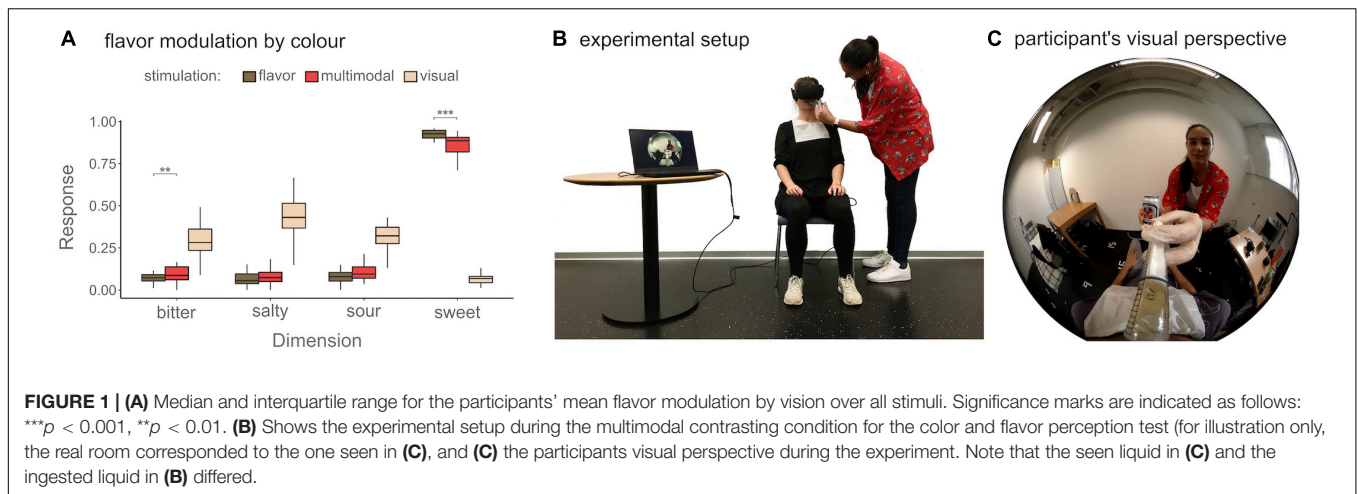 A flavor modulation by colour
stimulation: flavor multimodal visual
1.00
0.75
0.50
0.25
0.00
Response
**
***
bitter salty sour sweet
Dimension
B experimental setup
C participant's visual perspective
FIGURE 1 | (A) Median and interquartile range for the participants' mean flavor modulation by vision over all stimuli. Significance marks are indicated as follows:
***p < 0.001, **p < 0.01. (B) Shows the experimental setup during the multimodal contrasting condition for the color and flavor perception test (for illustration only,
the real room corresponded to the one seen in (C), and (C) the participants visual perspective during the experiment. Note that the seen liquid in (C) and the
ingested liquid in (B) differed.